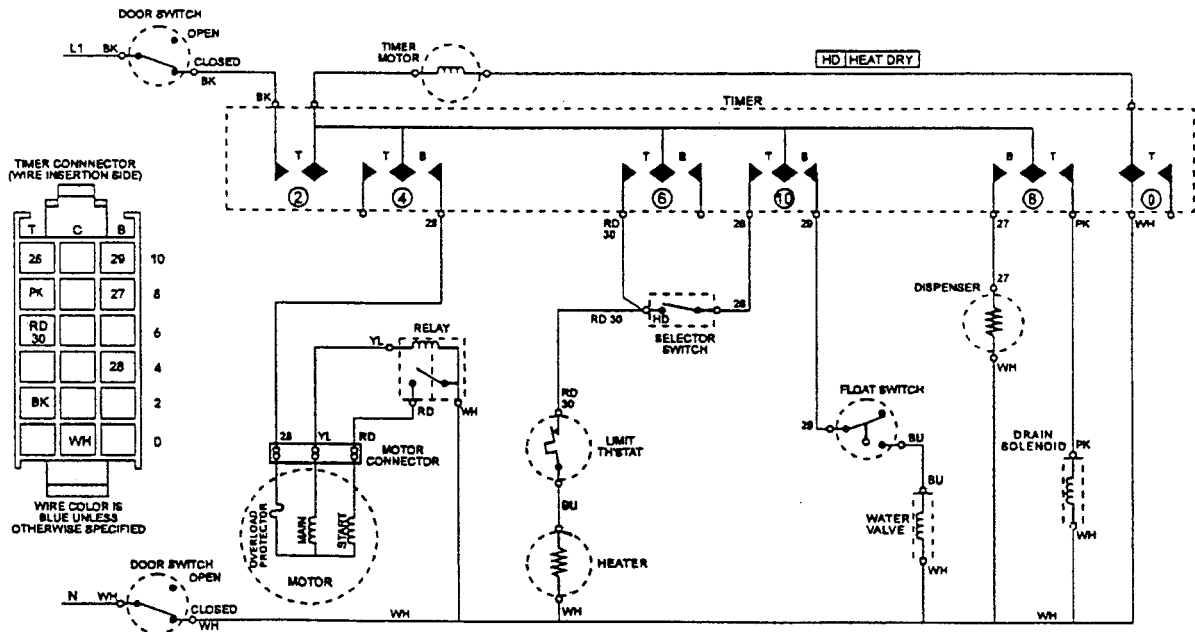 DOOR SWITCH
OPEN
L1 BK
CLOSED
BK
TIMER
MOTOR
HD HEAT DRY
BK
TIMER
T
T B
T B
T B
B T
T
2
4
6
10
8
0
28
RD
30
28
29
27
PK
WH
TIMER CONNNECTOR
(WIRE INSERTION SIDE)
T C B
28 29 10
PK 27 8
RD
30
6
28 4
BK 2
WH 0
WIRE COLOR IS
BLUE UNLESS
OTHERWISE SPECIFIED
RELAY
YL
RD
WH
28 YL RD
MOTOR
CONNECTOR
OVERLOAD
PROTECTOR
MAIN
START
MOTOR
RD 30
HD
28
SELECTOR
SWITCH
RD
30
LIMIT
TH'STAT
BU
HEATER
WH
27
DISPENSER
WH
FLOAT SWITCH
29
BU
BU
WATER
VALVE
WH
DRAIN
SOLENOID
PK
WH
DOOR SWITCH
OPEN
N WH
CLOSED
WH
WH
WH